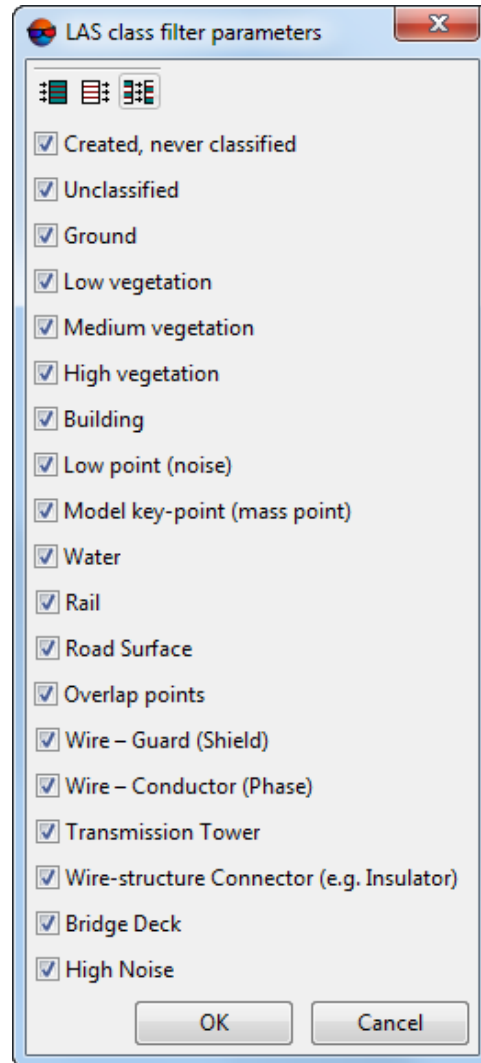 LAS class filter parameters
Created, never classified
Unclassified
Ground
Low vegetation
Medium vegetation
High vegetation
Building
Low point (noise)
Model key-point (mass point)
Water
Rail
Road Surface
Overlap points
Wire – Guard (Shield)
Wire – Conductor (Phase)
Transmission Tower
Wire-structure Connector (e.g. Insulator)
Bridge Deck
High Noise
OK Cancel